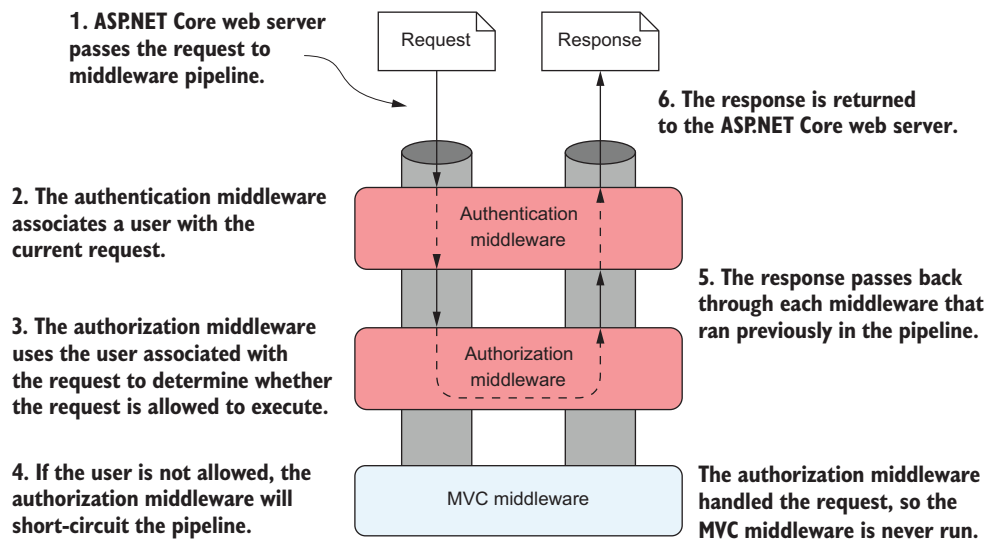 1. ASP.NET Core web server
passes the request to
middleware pipeline.
Request
Response
6. The response is returned
to the ASP.NET Core web server.
2. The authentication middleware
associates a user with the
current request.
Authentication
middleware
5. The response passes back
through each middleware that
ran previously in the pipeline.
3. The authorization middleware
uses the user associated with
the request to determine whether
the request is allowed to execute.
Authorization
middleware
4. If the user is not allowed, the
authorization middleware will
short-circuit the pipeline.
MVC middleware
The authorization middleware
handled the request, so the
MVC middleware is never run.